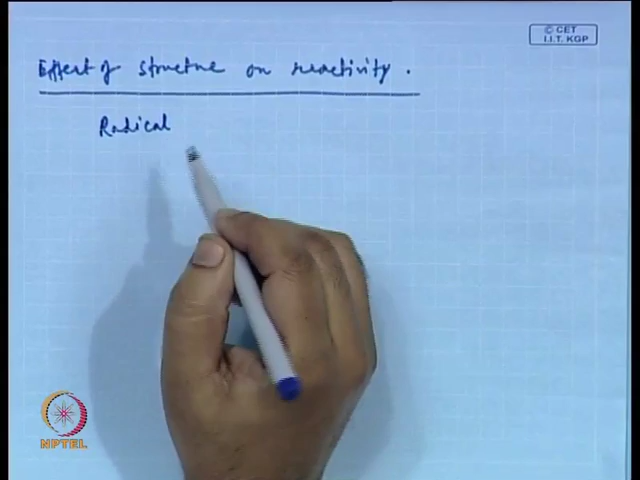 © CET
I.I.T. KGP
Effect of structure on reactivity.
Radical
NPTEL